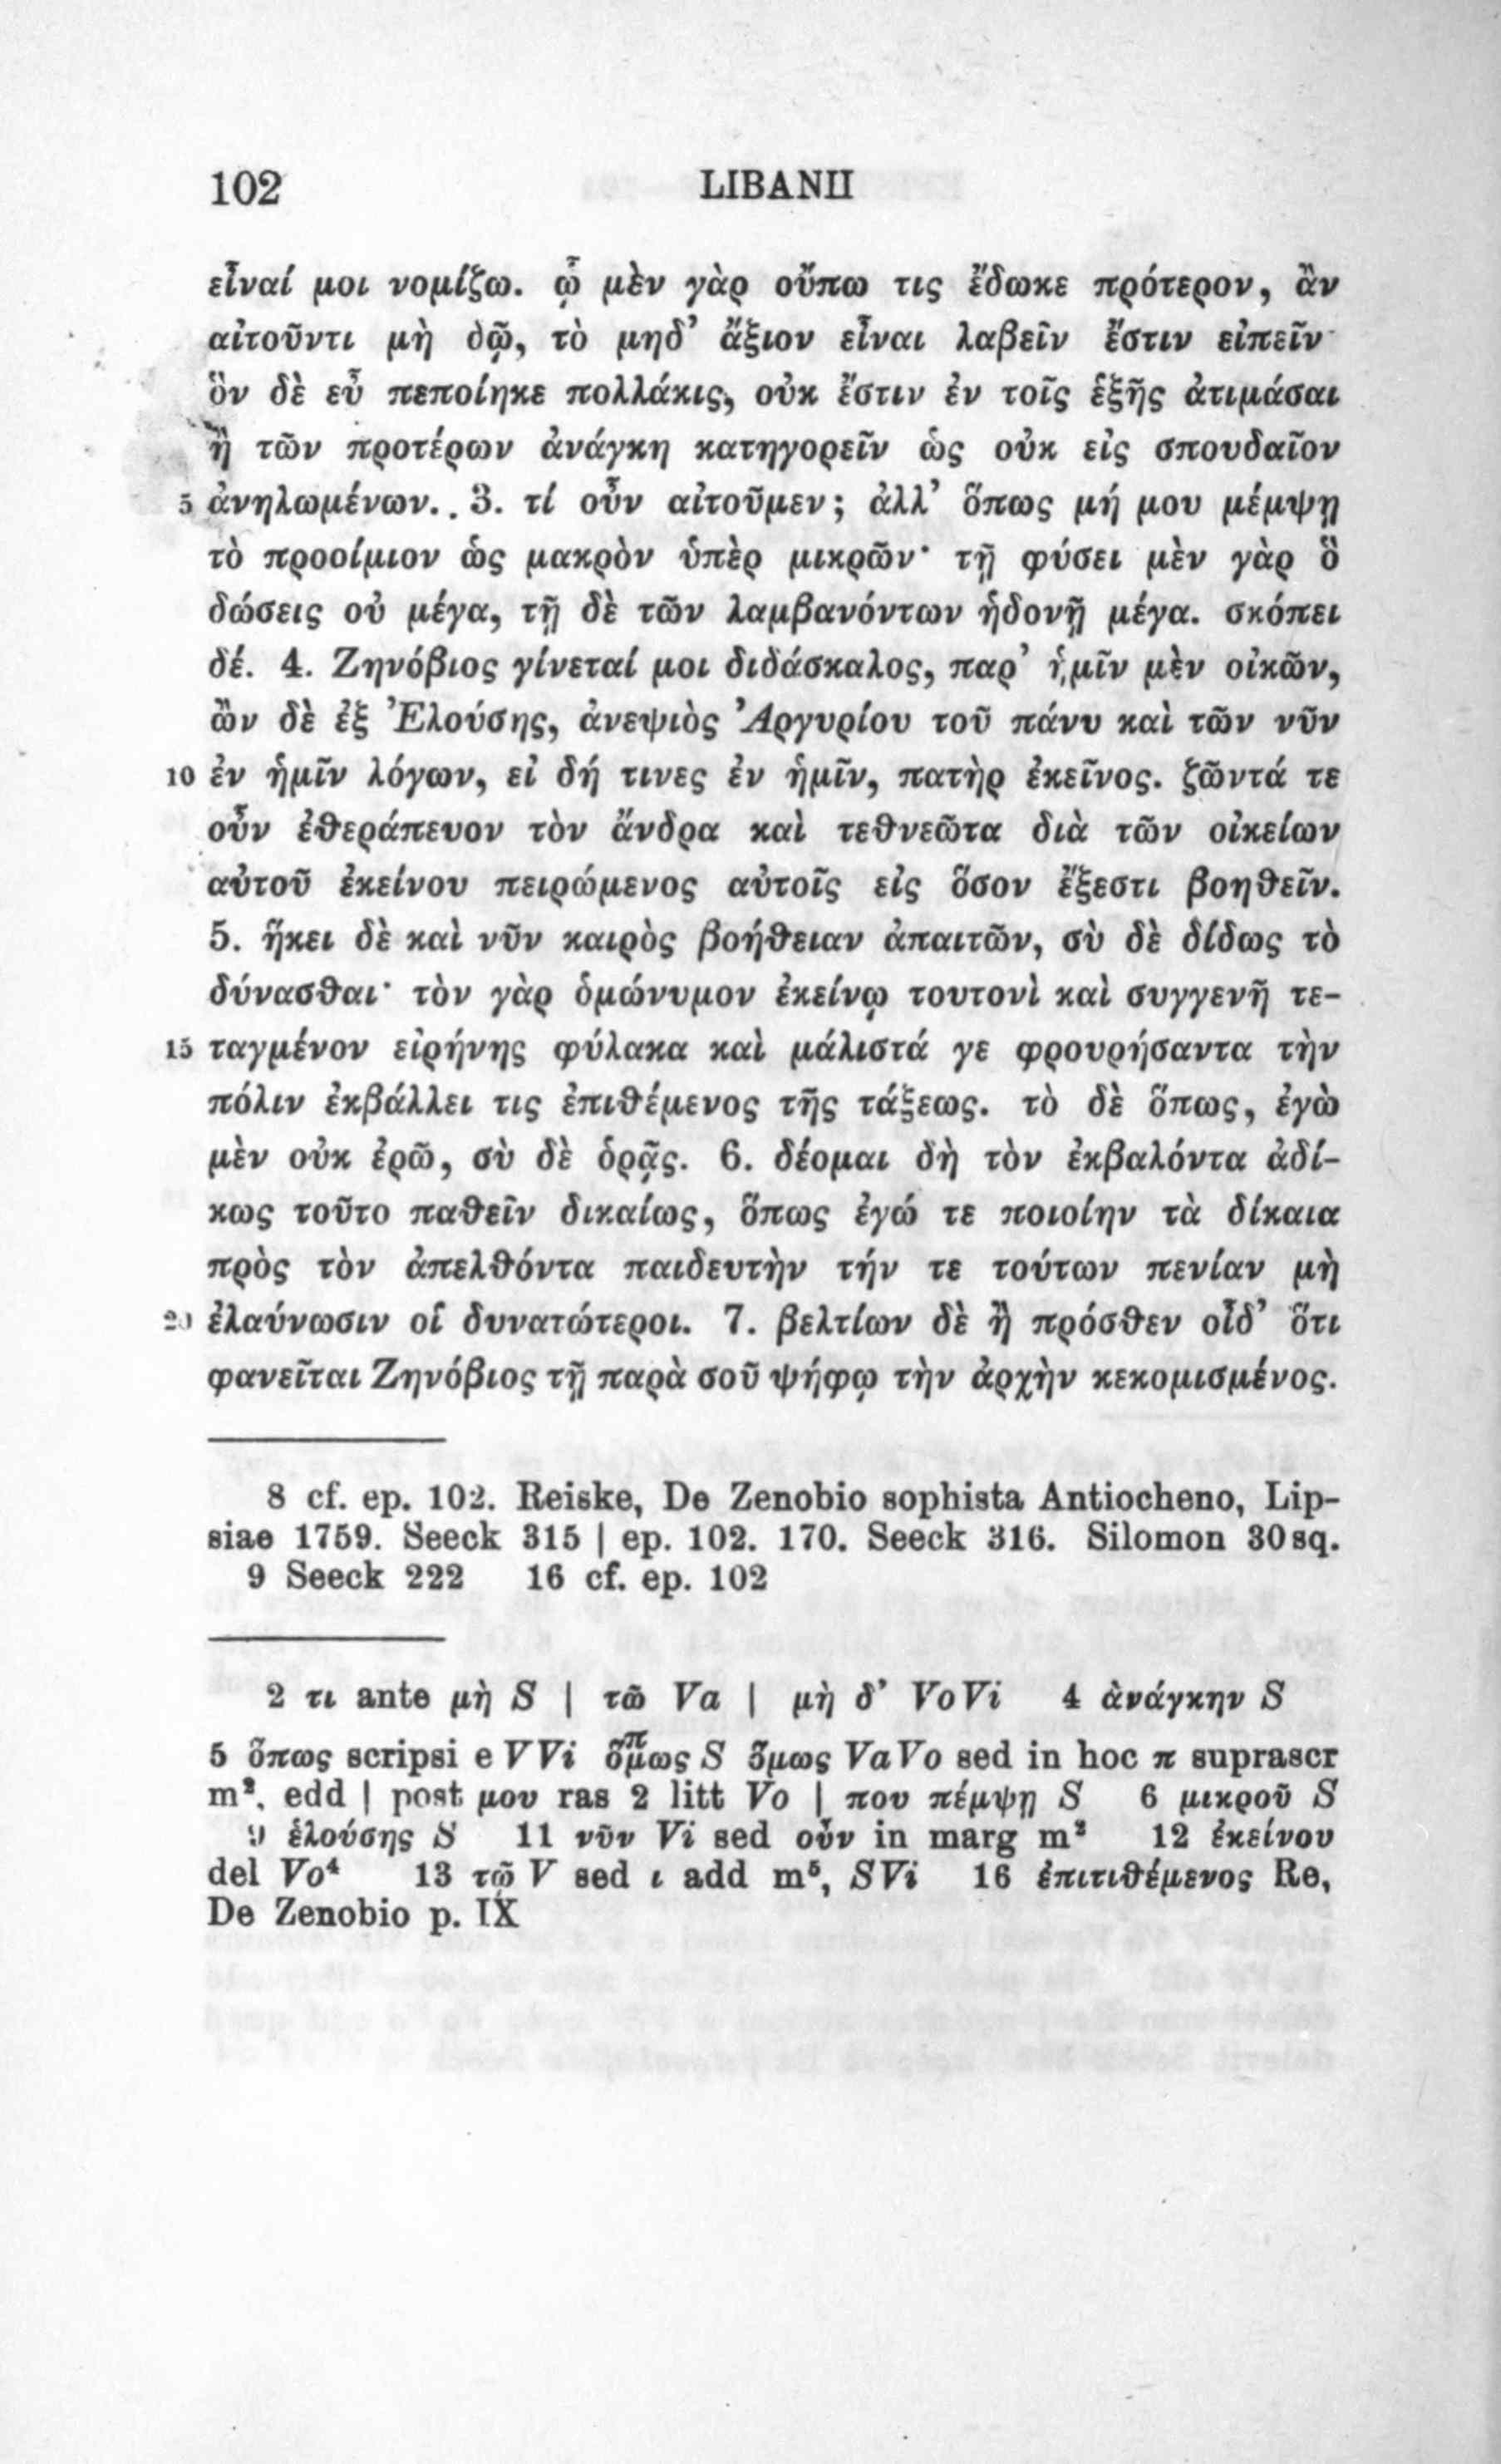 102 LIBANII
εἶναί μοι νομίζω. ᾧ μὲν γὰρ οὔπω τις ἔδωκε πρότερον, ἂν
αἰτοῦντι μὴ δῷ, τὸ μηδ’ ἄξιον εἶναι λαβεῖν ἔστιν εἰπεῖν·
ὃν δὲ εὖ πεποίηκε πολλάκις, οὐκ ἔστιν ἐν τοῖς ἑξῆς ἀτιμάσαι
ἢ τῶν προτέρων ἀνάγκη κατηγορεῖν ὡς οὐκ εἰς σπουδαῖον
5 ἀνηλωμένων. 3. τί οὖν αἰτοῦμεν; ἀλλ’ ὅπως μή μου μέμψῃ
τὸ προοίμιον ὡς μακρὸν ὑπὲρ μικρῶν· τῇ φύσει μὲν γὰρ ὃ
δώσεις οὐ μέγα, τῇ δὲ τῶν λαμβανόντων ἡδονῇ μέγα. σκόπει
δέ. 4. Ζηνόβιος γίνεταί μοι διδάσκαλος, παρ’ ἡμῖν μὲν οἰκῶν,
ὢν δὲ ἐξ Ἐλούσης, ἀνεψιὸς Ἀργυρίου τοῦ πάνυ καὶ τῶν νῦν
10 ἐν ἡμῖν λόγων, εἰ δή τινες ἐν ἡμῖν, πατὴρ ἐκεῖνος. ζῶντά τε
οὖν ἐθεράπευον τὸν ἄνδρα καὶ τεθνεῶτα διὰ τῶν οἰκείων
αὐτοῦ ἐκείνου πειρώμενος αὐτοῖς εἰς ὅσον ἔξεστι βοηθεῖν.
5. ἥκει δὲ καὶ νῦν καιρὸς βοήθειαν ἀπαιτῶν, σὺ δὲ δίδως τὸ
δύνασθαι· τὸν γὰρ ὁμώνυμον ἐκείνῳ τουτονὶ καὶ συγγενῆ τε-
15 ταγμένον εἰρήνης φύλακα καὶ μάλιστά γε φρουρήσαντα τὴν
πόλιν ἐκβάλλει τις ἐπιθέμενος τῆς τάξεως. τὸ δὲ ὅπως, ἐγὼ
μὲν οὐκ ἐρῶ, σὺ δὲ ὁρᾷς. 6. δέομαι δὴ τὸν ἐκβαλόντα ἀδί-
κως τοῦτο παθεῖν δικαίως, ὅπως ἐγώ τε ποιοίην τὰ δίκαια
πρὸς τὸν ἀπελθόντα παιδευτὴν τήν τε τούτων πενίαν μὴ
20 ἐλαύνωσιν οἱ δυνατώτεροι. 7. βελτίων δὲ ἢ πρόσθεν οἶδ’ ὅτι
φανεῖται Ζηνόβιος τῇ παρὰ σοῦ ψήφῳ τὴν ἀρχὴν κεκομισμένος.
8 cf. ep. 102. Reiske, De Zenobio sophista Antiocheno, Lip-
siae 1759. Seeck 315 | ep. 102. 170. Seeck 316. Silomon 30 sq.
9 Seeck 222 16 cf. ep. 102
2 τι ante μὴ S | τῶ Va | μὴ δ’ VoVi 4 ἀνάγκην S
5 ὅπως scripsi e VVi ὅμπως S ὅμως VaVo sed in hoc π suprascr
m², edd | post μου ras 2 litt Vo | που πέμψῃ S 6 μικροῦ S
9 ἑλούσης S 11 νῦν Vi sed οὖν in marg m² 12 ἐκείνου
del Vo⁴ 13 τῷ V sed ι add m⁵, SVi 16 ἐπιτιθέμενος Re,
De Zenobio p. IX